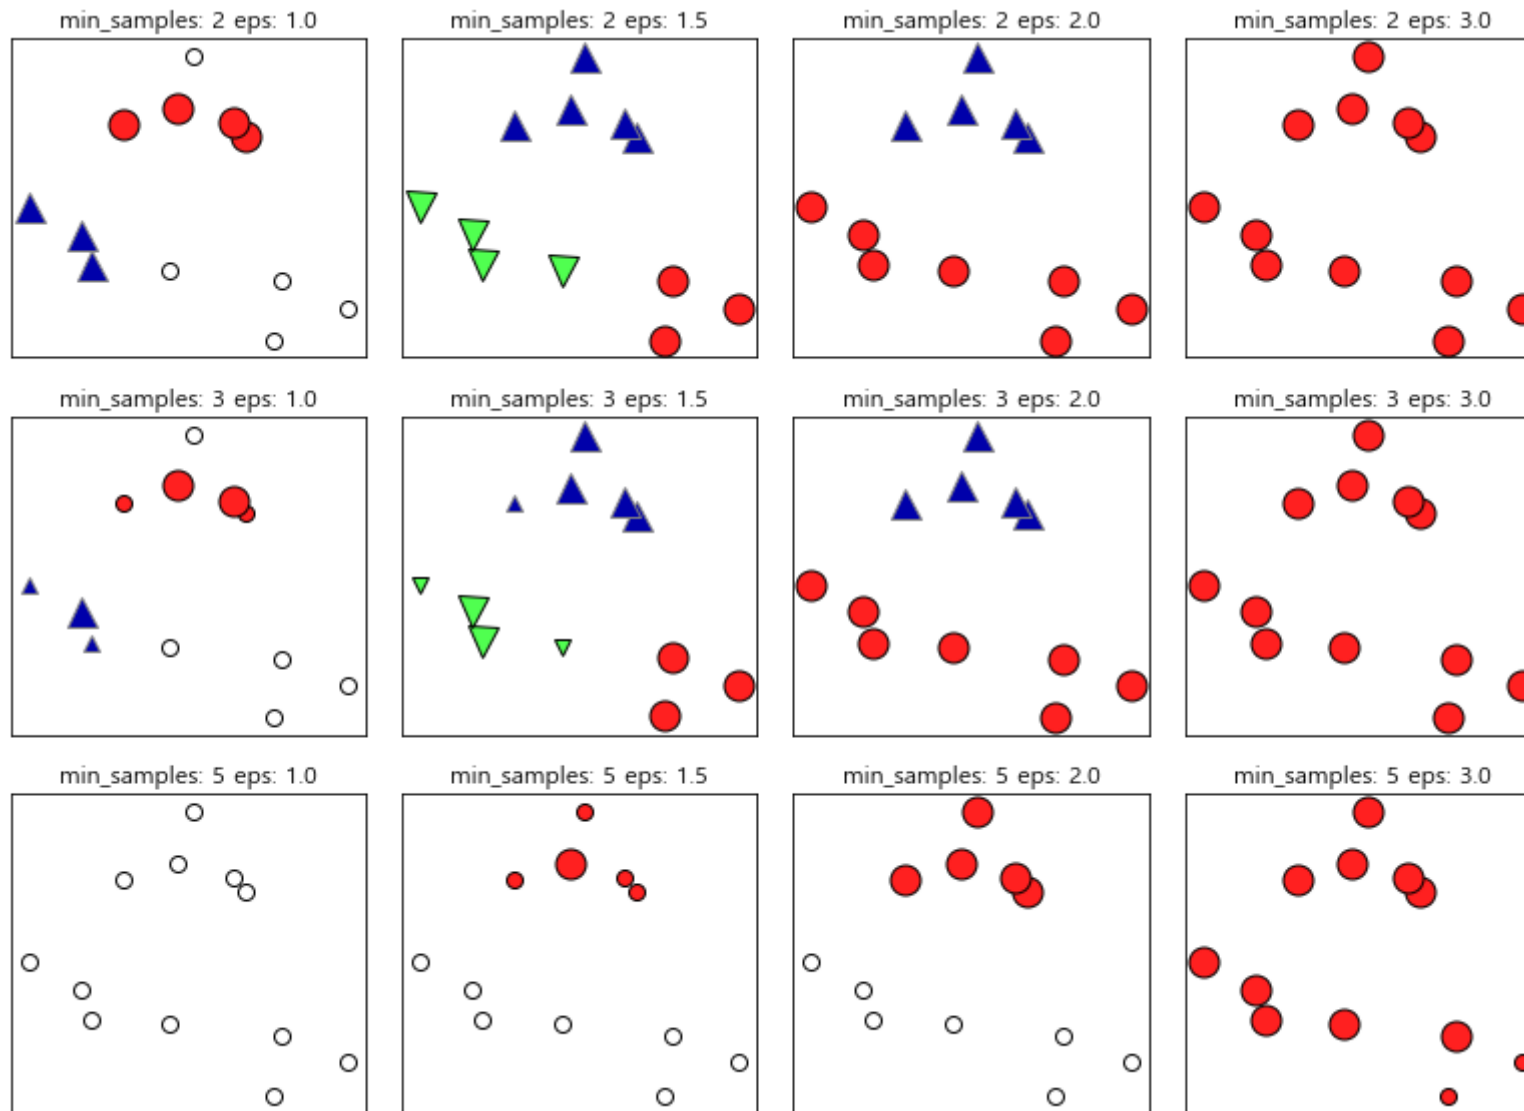 min_samples: 2 eps: 1.0
min_samples: 2 eps: 1.5
min_samples: 2 eps: 2.0
min_samples: 2 eps: 3.0
min_samples: 3 eps: 1.0
min_samples: 3 eps: 1.5
min_samples: 3 eps: 2.0
min_samples: 3 eps: 3.0
min_samples: 5 eps: 1.0
min_samples: 5 eps: 1.5
min_samples: 5 eps: 2.0
min_samples: 5 eps: 3.0